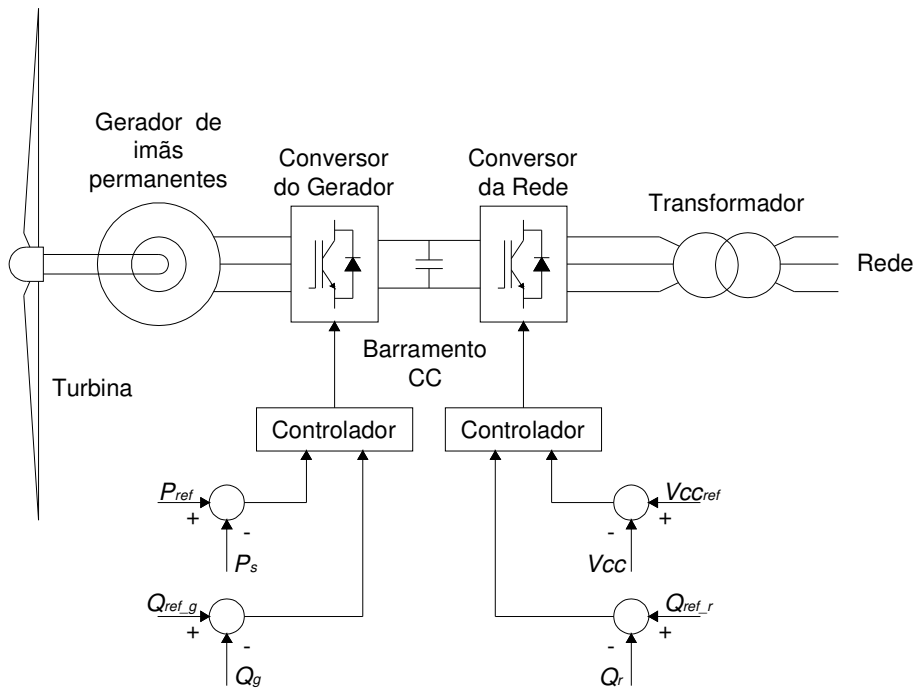 Gerador de
imãs
permanentes
Conversor
do Gerador
Conversor
da Rede
Transformador
Rede
Turbina
Barramento
CC
Controlador
Controlador
Pref
+
-
Ps
Vccref
+
-
Vcc
Qref_g
+
-
Qg
Qref_r
+
-
Qr